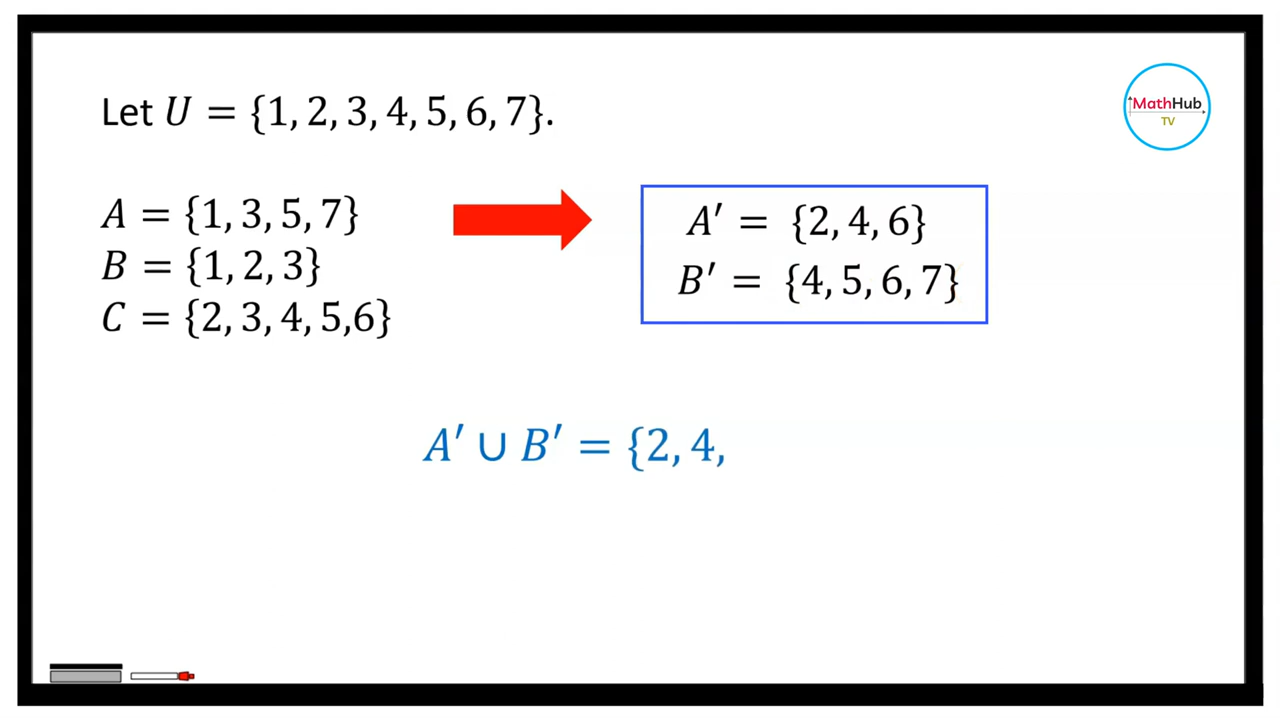 Let U = {1, 2, 3, 4, 5, 6, 7}.
MathHub
TV
A = {1, 3, 5, 7}
B = {1, 2, 3}
C = {2, 3, 4, 5,6}
A′ = {2, 4, 6}
B′ = {4, 5, 6, 7}
A′ ∪ B′ = {2, 4,